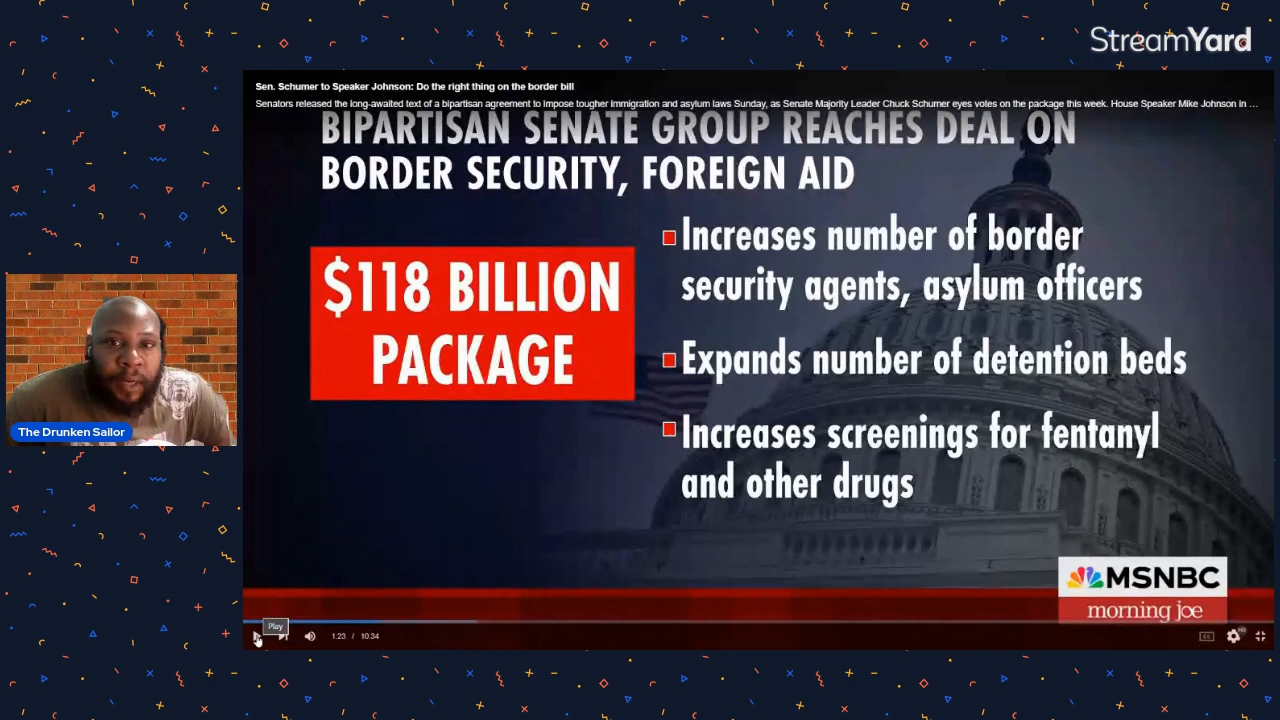 StreamYard
Sen. Schumer to Speaker Johnson: Do the right thing on the border bill
Senators released the long-awaited text of a bipartisan agreement to impose tougher immigration and asylum laws Sunday, as Senate Majority Leader Chuck Schumer eyes votes on the package this week. House Speaker Mike Johnson in ...
BIPARTISAN SENATE GROUP REACHES DEAL ON
BORDER SECURITY, FOREIGN AID
$118 BILLION
PACKAGE
Increases number of border
security agents, asylum officers
Expands number of detention beds
Increases screenings for fentanyl
and other drugs
The Drunken Sailor
MSNBC
morning joe
Play
1:23 / 10:34
CC
HD